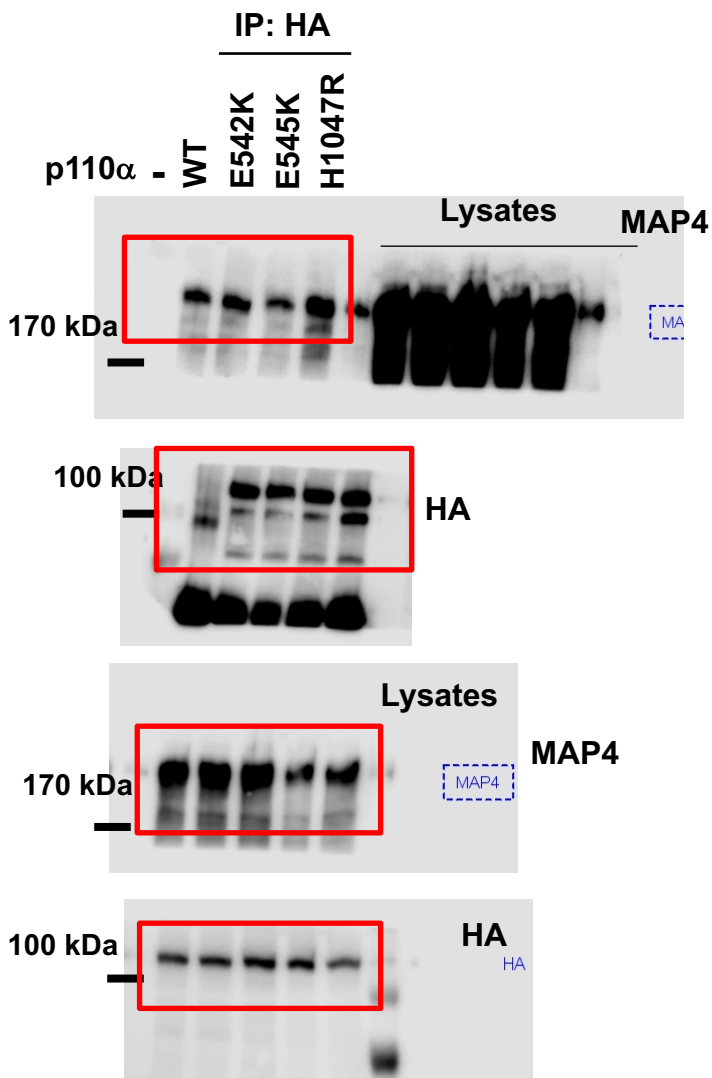 IP: HA
p110α - WT E542K E545K H1047R
Lysates
MAP4
170 kDa
MA
100 kDa
HA
Lysates
MAP4
170 kDa
MAP4
100 kDa
HA
HA